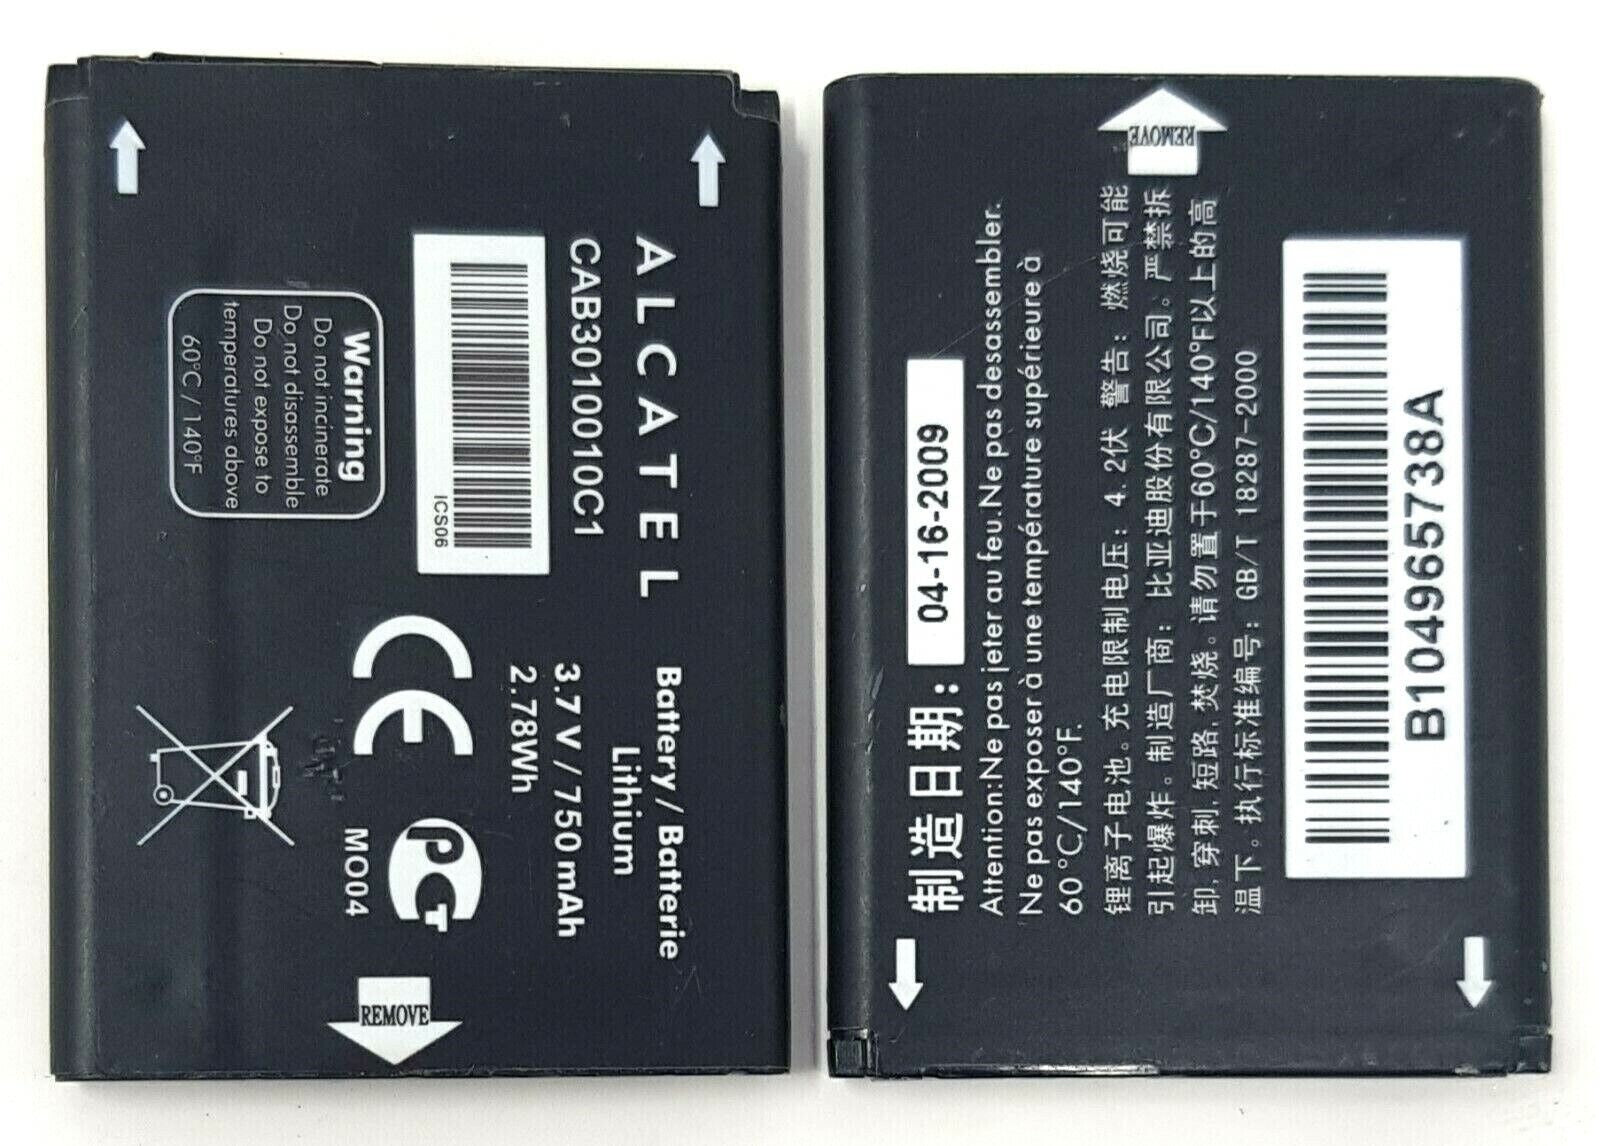 ALCATEL
CAB3010010C1
ICS06
Warning
Do not incinerate
Do not disassemble
Do not expose to
temperatures above
60°C / 140°F
Battery / Batterie
Lithium
3.7 V / 750 mAh
2.78Wh
CE
PCT
MO04
REMOVE
REMOVE
制造日期: 04-16-2009
Attention:Ne pas jeter au feu.Ne pas desassembler.
Ne pas exposer à une température supérieure à
60°C/140°F.
锂离子电池。充电限制电压: 4.2伏 警告: 燃烧可能
引起爆炸。制造厂商: 比亚迪股份有限公司。严禁拆
卸,穿刺,短路,焚烧。请勿置于60°C/140°F以上的高
温下。执行标准编号: GB/T 18287-2000
B104965738A